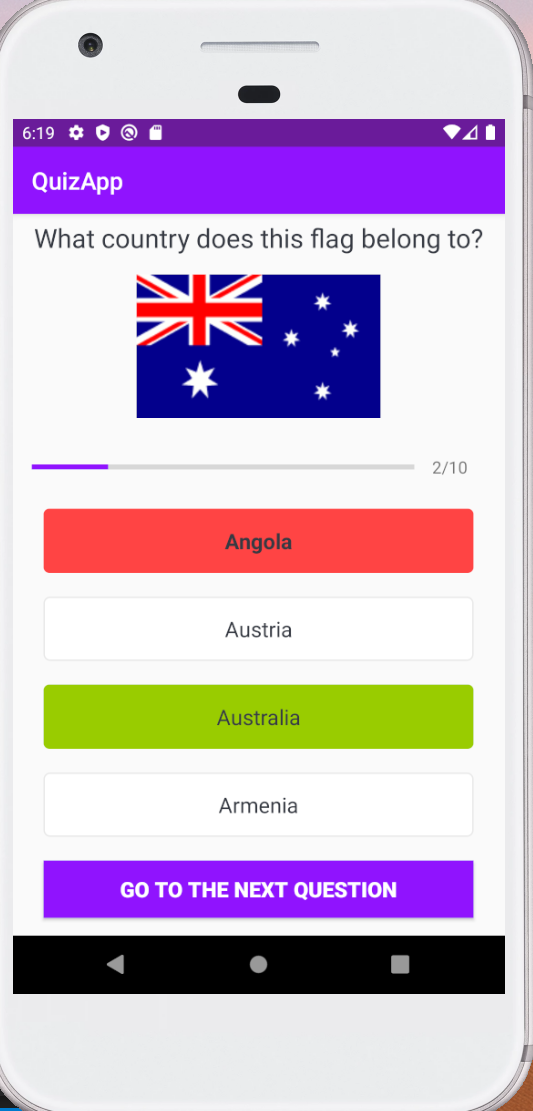 6:19
QuizApp
What country does this flag belong to?
2/10
Angola
Austria
Australia
Armenia
GO TO THE NEXT QUESTION